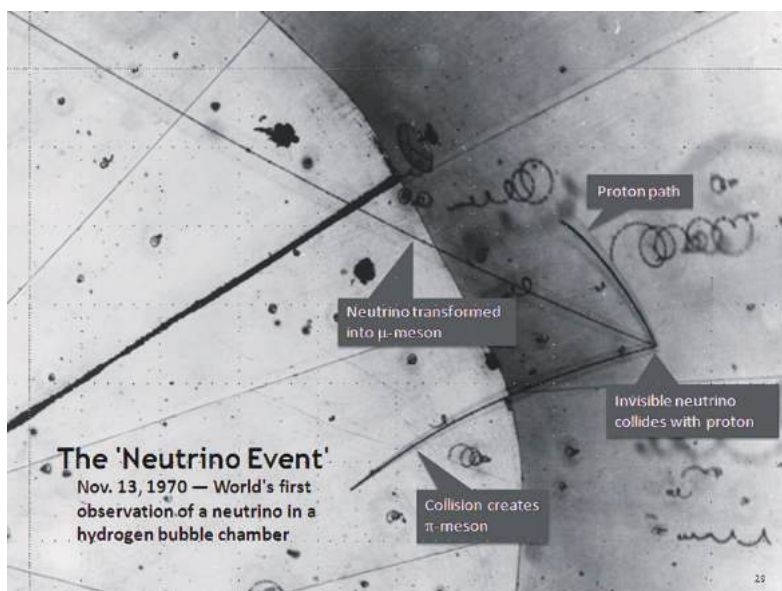 Proton path
Neutrino transformed
into μ-meson
Invisible neutrino
collides with proton
The 'Neutrino Event'
Nov. 13, 1970 — World's first
observation of a neutrino in a
hydrogen bubble chamber
Collision creates
π-meson
29